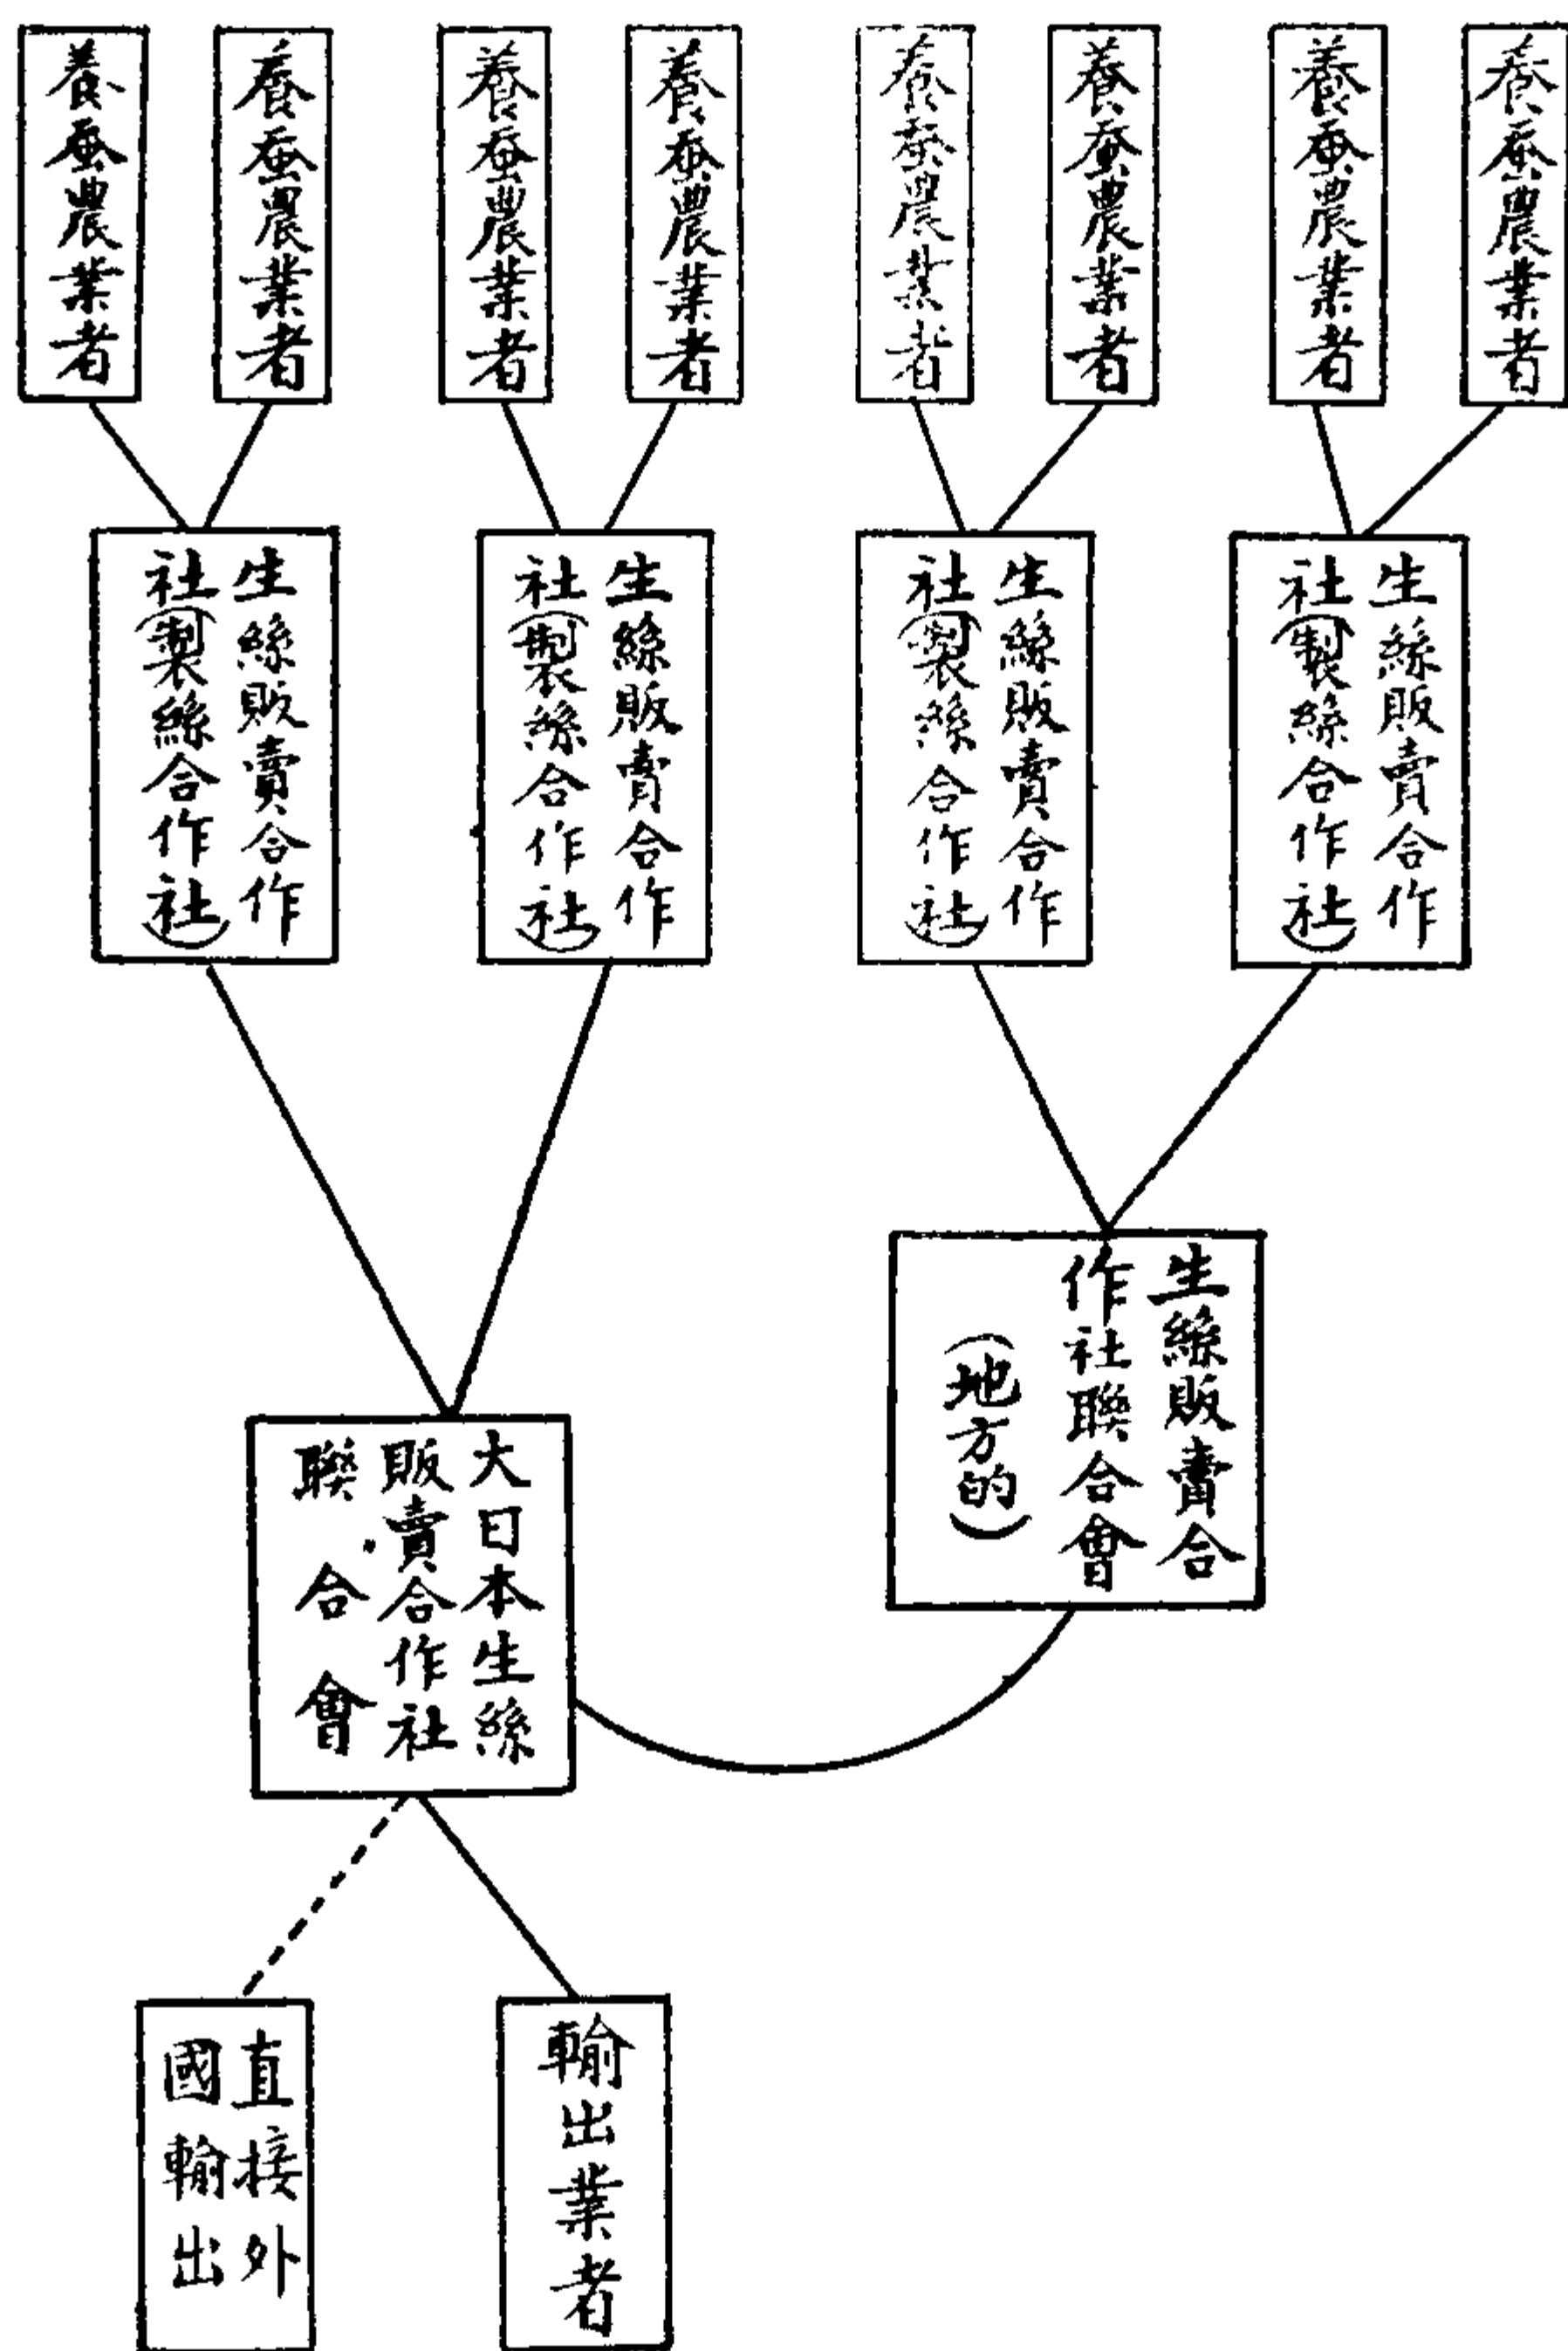 養蚕農業者
養蚕農業者
養蚕農業者
養蚕農業者
養蚕農業者
養蚕農業者
養蚕農業者
養蚕農業者
生絲販賣合作
社(製絲合作社)
生絲販賣合作
社(製絲合作社)
生絲販賣合作
社(製絲合作社)
生絲販賣合作
社(製絲合作社)
生絲販賣合
作社聯合會
(地方的)
大日本生絲
販賣合作社
聯合會
輸出業者
直接外
國輸出